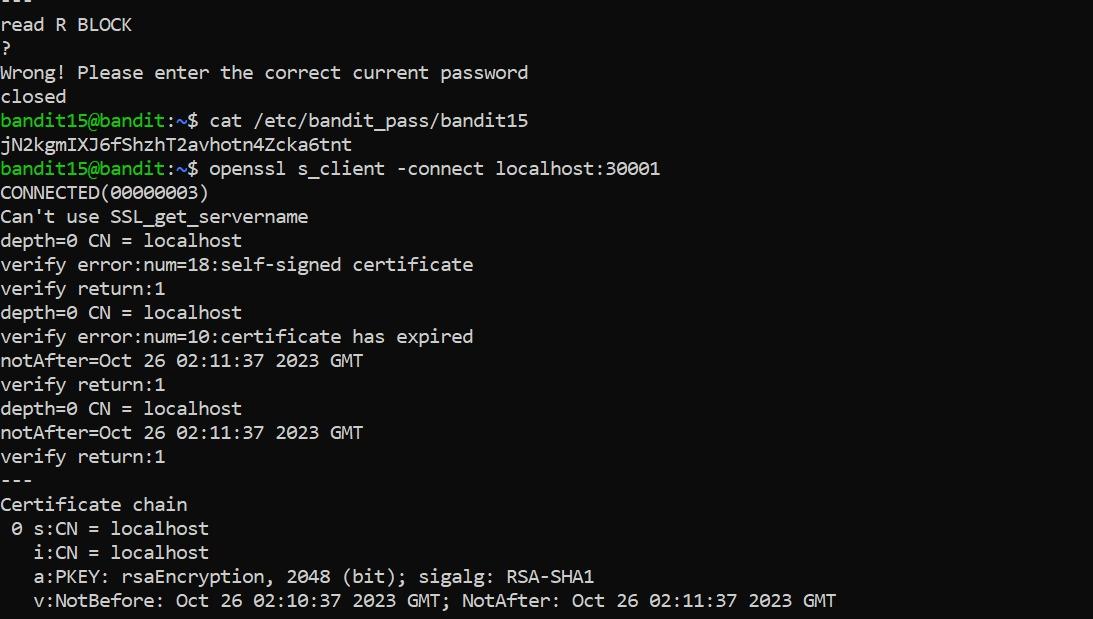 ---
read R BLOCK
?
Wrong! Please enter the correct current password
closed
bandit15@bandit:~$ cat /etc/bandit_pass/bandit15
jN2kgmIXJ6fShzhT2avhotn4Zcka6tnt
bandit15@bandit:~$ openssl s_client -connect localhost:30001
CONNECTED(00000003)
Can't use SSL_get_servername
depth=0 CN = localhost
verify error:num=18:self-signed certificate
verify return:1
depth=0 CN = localhost
verify error:num=10:certificate has expired
notAfter=Oct 26 02:11:37 2023 GMT
verify return:1
depth=0 CN = localhost
notAfter=Oct 26 02:11:37 2023 GMT
verify return:1
---
Certificate chain
 0 s:CN = localhost
   i:CN = localhost
   a:PKEY: rsaEncryption, 2048 (bit); sigalg: RSA-SHA1
   v:NotBefore: Oct 26 02:10:37 2023 GMT; NotAfter: Oct 26 02:11:37 2023 GMT